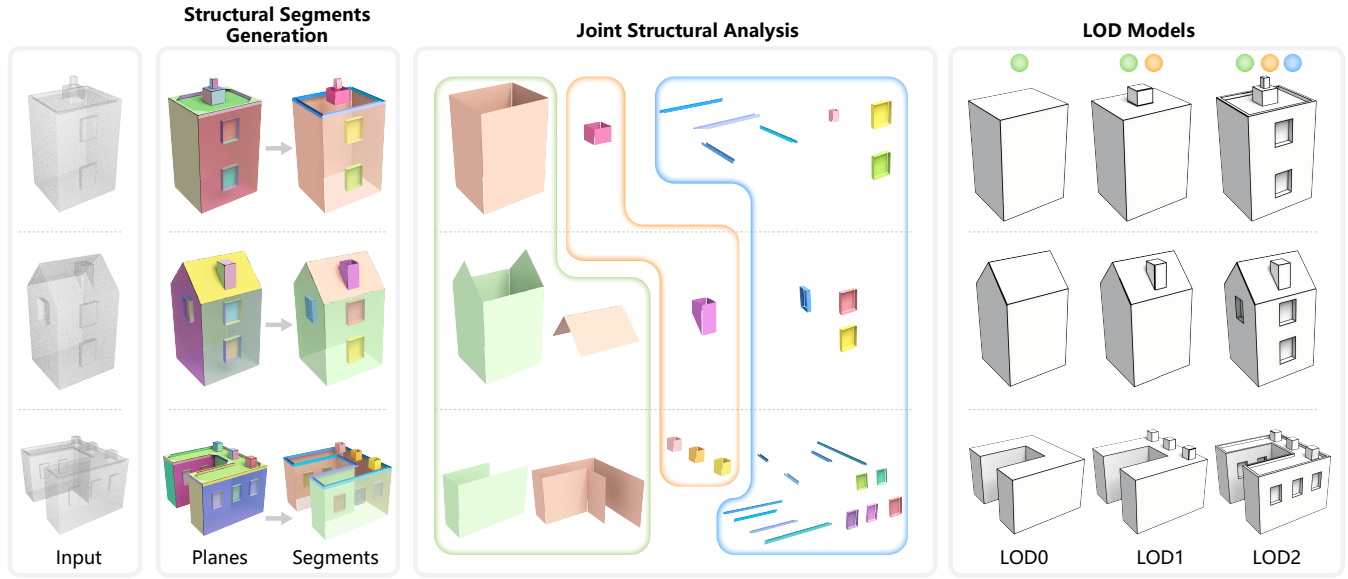 Structural Segments
Generation
Joint Structural Analysis
LOD Models
Input
Planes
Segments
LOD0
LOD1
LOD2